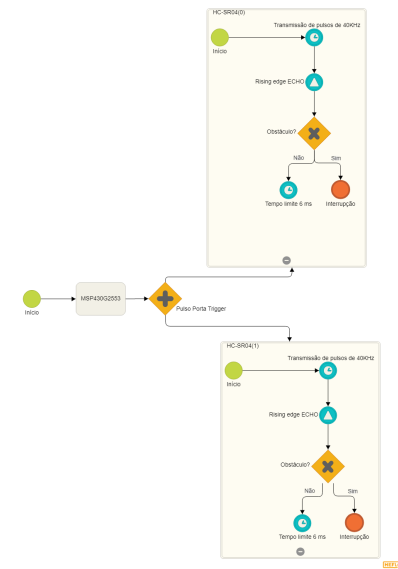 HC-SR04(0)
Transmissão de pulsos de 40KHz
Início
Rising edge ECHO
Obstáculo?
Não
Sim
Tempo limite 6 ms
Interrupção
MSP430G2553
Início
Pulso Porta Trigger
HC-SR04(1)
Transmissão de pulsos de 40KHz
Início
Rising edge ECHO
Obstáculo?
Não
Sim
Tempo limite 6 ms
Interrupção
HEFL